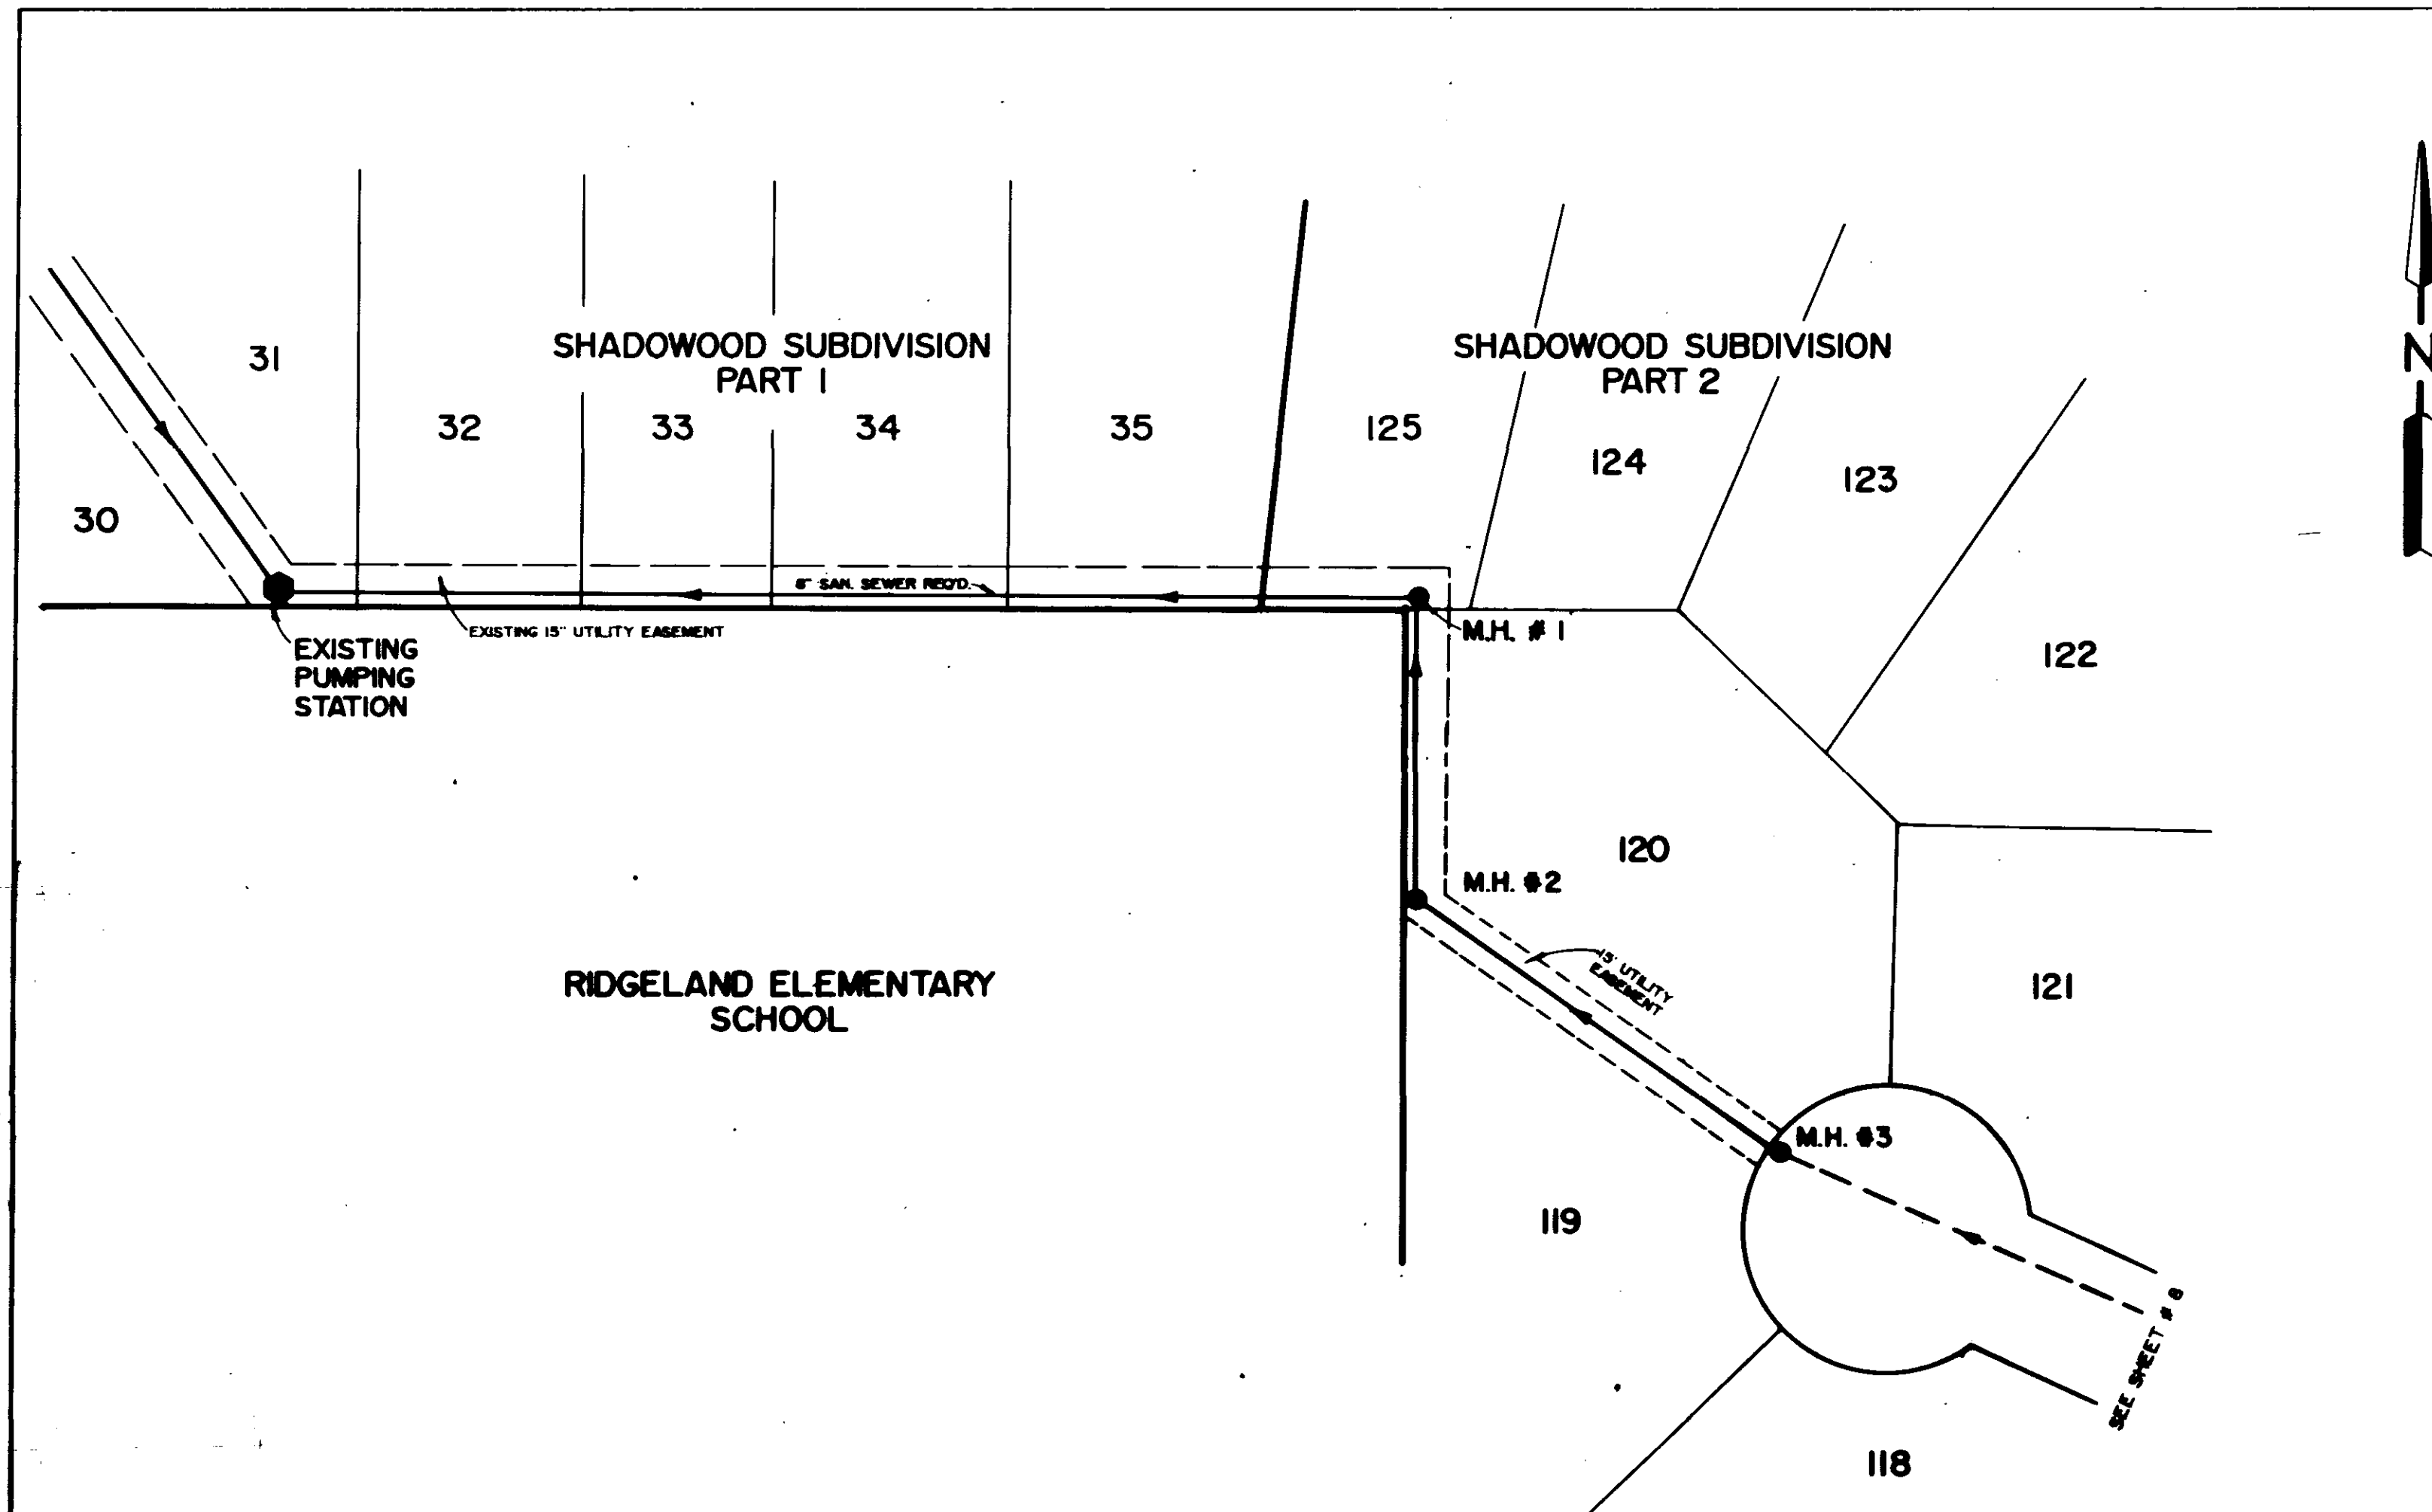 SHADOWOOD SUBDIVISION
PART 1
SHADOWOOD SUBDIVISION
PART 2
N
31
32
33
34
35
125
124
123
30
8" SAN. SEWER REQ'D.
EXISTING 15" UTILITY EASEMENT
M.H. # 1
EXISTING
PUMPING
STATION
122
120
M.H. #2
15' UTILITY
EASEMENT
RIDGELAND ELEMENTARY
SCHOOL
121
M.H. #3
119
SEE SHEET # 8
118